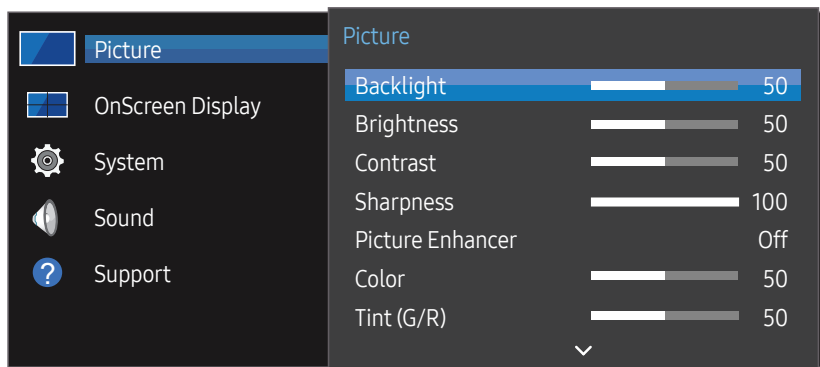 Picture
OnScreen Display
System
Sound
?
Support
Picture
Backlight 50
Brightness 50
Contrast 50
Sharpness 100
Picture Enhancer Off
Color 50
Tint (G/R) 50